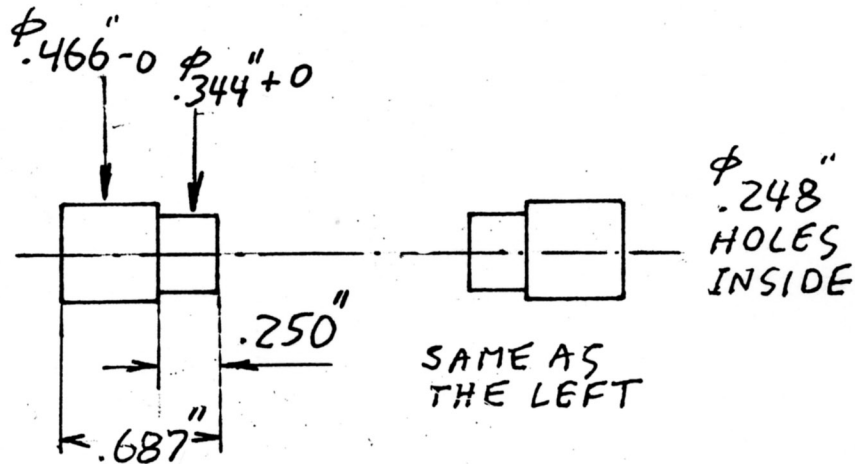 φ.466"-0
φ.344"+0
φ.248"
HOLES
INSIDE
.250"
SAME AS
THE LEFT
.687"